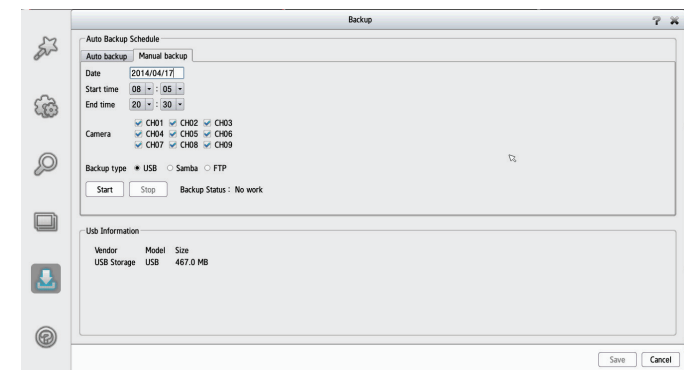 Backup
Auto Backup Schedule
Auto backup Manual backup
Date 2014/04/17
Start time 08 : 05
End time 20 : 30
CH01 CH02 CH03
Camera CH04 CH05 CH06
CH07 CH08 CH09
Backup type USB Samba FTP
Start Stop Backup Status : No work
Usb Information
Vendor Model Size
USB Storage USB 467.0 MB
Save Cancel